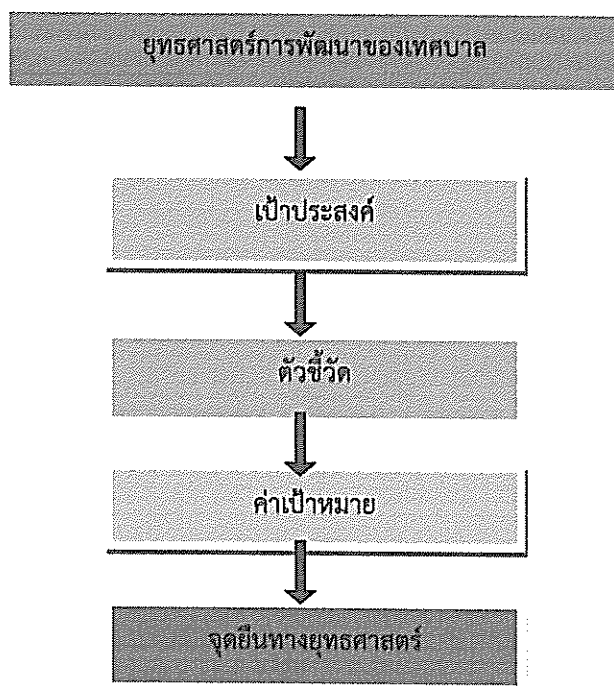 ยุทธศาสตร์การพัฒนาของเทศบาล
เป้าประสงค์
ตัวชี้วัด
ค่าเป้าหมาย
จุดยืนทางยุทธศาสตร์